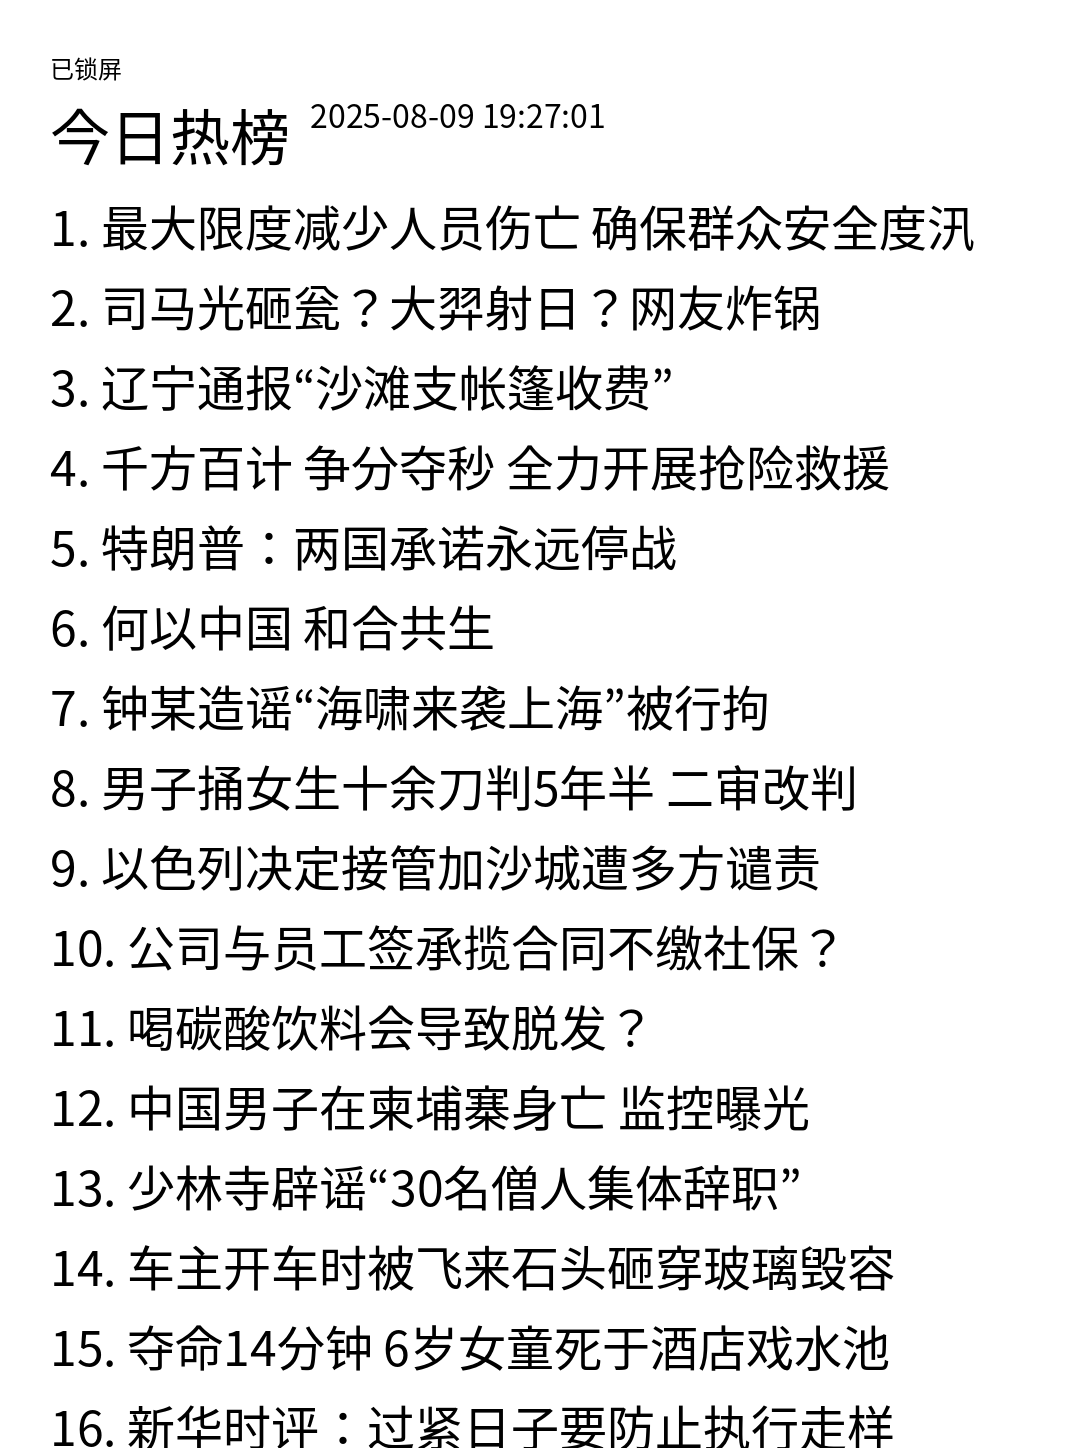 已锁屏
今日热榜 2025-08-09 19:27:01
1. 最大限度减少人员伤亡 确保群众安全度汛
2. 司马光砸瓮？大羿射日？网友炸锅
3. 辽宁通报“沙滩支帐篷收费”
4. 千方百计 争分夺秒 全力开展抢险救援
5. 特朗普：两国承诺永远停战
6. 何以中国 和合共生
7. 钟某造谣“海啸来袭上海”被行拘
8. 男子捅女生十余刀判5年半 二审改判
9. 以色列决定接管加沙城遭多方谴责
10. 公司与员工签承揽合同不缴社保？
11. 喝碳酸饮料会导致脱发？
12. 中国男子在柬埔寨身亡 监控曝光
13. 少林寺辟谣“30名僧人集体辞职”
14. 车主开车时被飞来石头砸穿玻璃毁容
15. 夺命14分钟 6岁女童死于酒店戏水池
16. 新华时评：过紧日子要防止执行走样